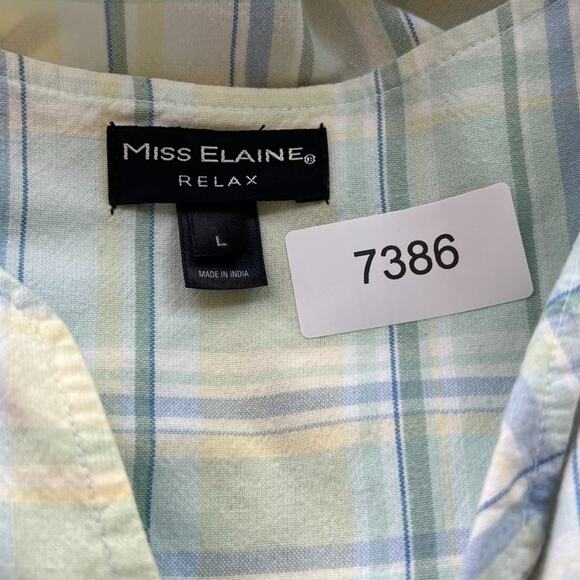 MISS ELAINE®
RELAX
L
MADE IN INDIA
7386